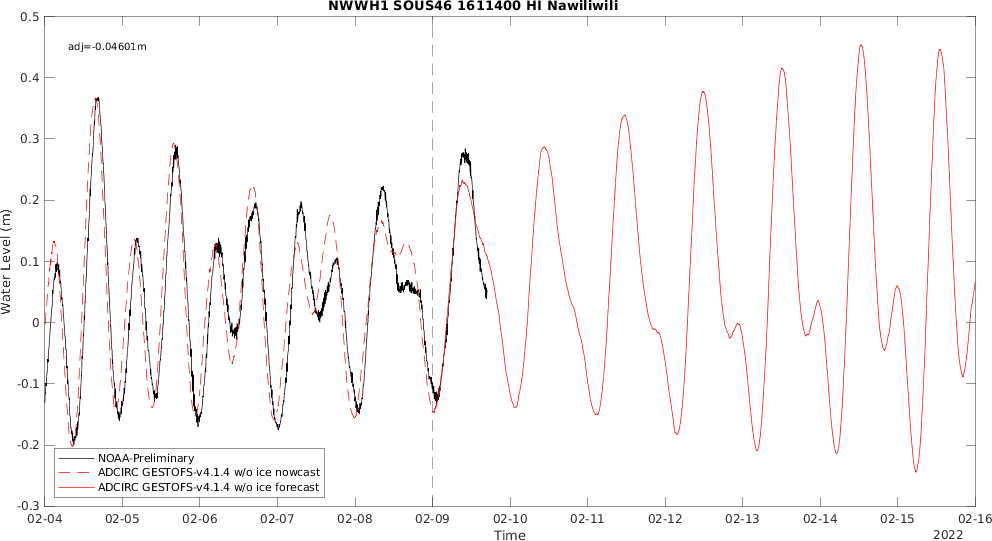 NWWH1 SOUS46 1611400 HI Nawiliwili
adj=-0.04601m
Water Level (m)
0.5
0.4
0.3
0.2
0.1
0
-0.1
-0.2
-0.3
NOAA-Preliminary
ADCIRC GESTOFS-v4.1.4 w/o ice nowcast
ADCIRC GESTOFS-v4.1.4 w/o ice forecast
02-04 02-05 02-06 02-07 02-08 02-09 02-10 02-11 02-12 02-13 02-14 02-15 02-16
Time
2022